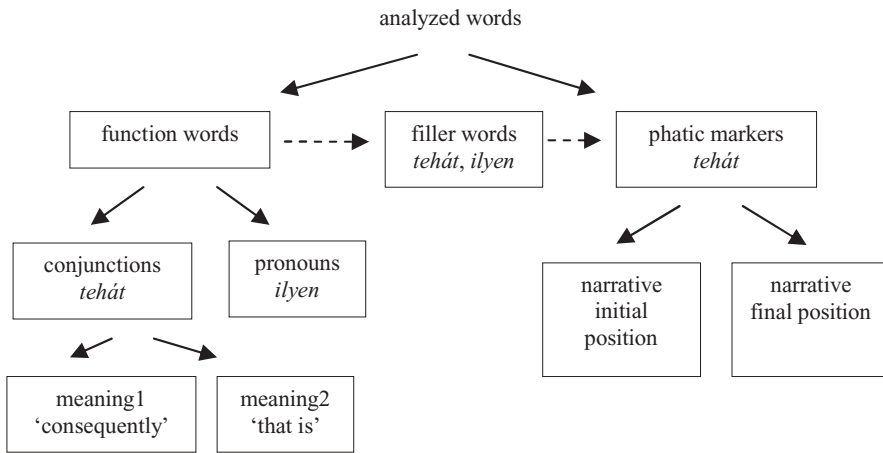 analyzed words
function words
filler words
tehát, ilyen
phatic markers
tehát
conjunctions
tehát
pronouns
ilyen
narrative
initial
position
narrative
final position
meaning1
‘consequently’
meaning2
‘that is’